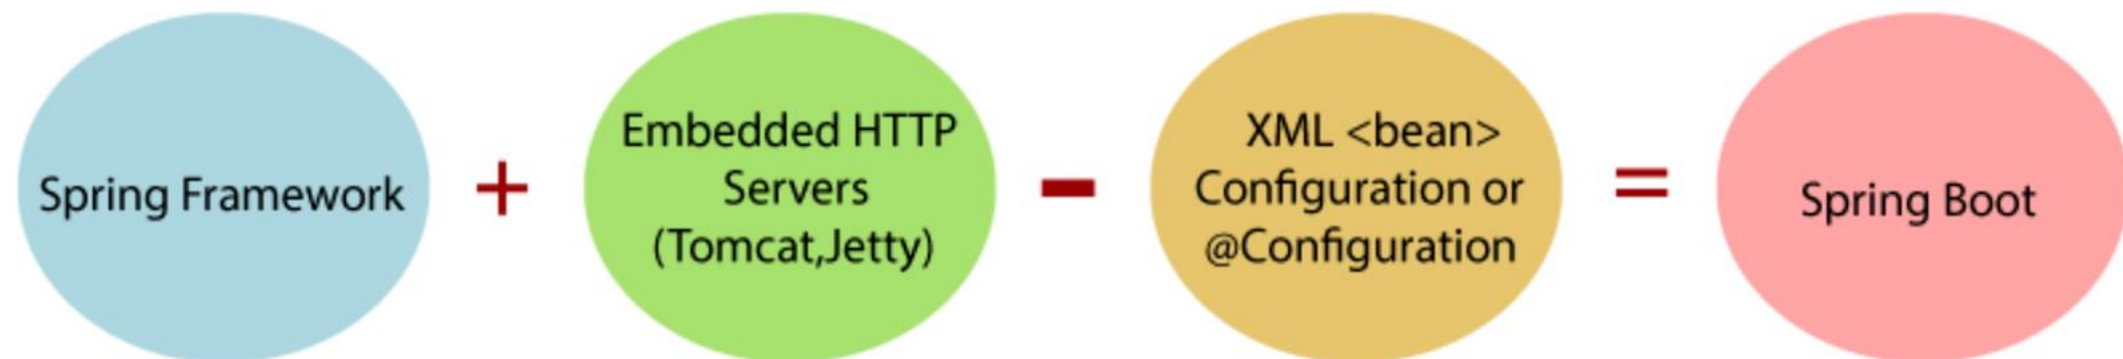 Spring Framework
+
Embedded HTTP
Servers
(Tomcat,Jetty)
-
XML <bean>
Configuration or
@Configuration
=
Spring Boot